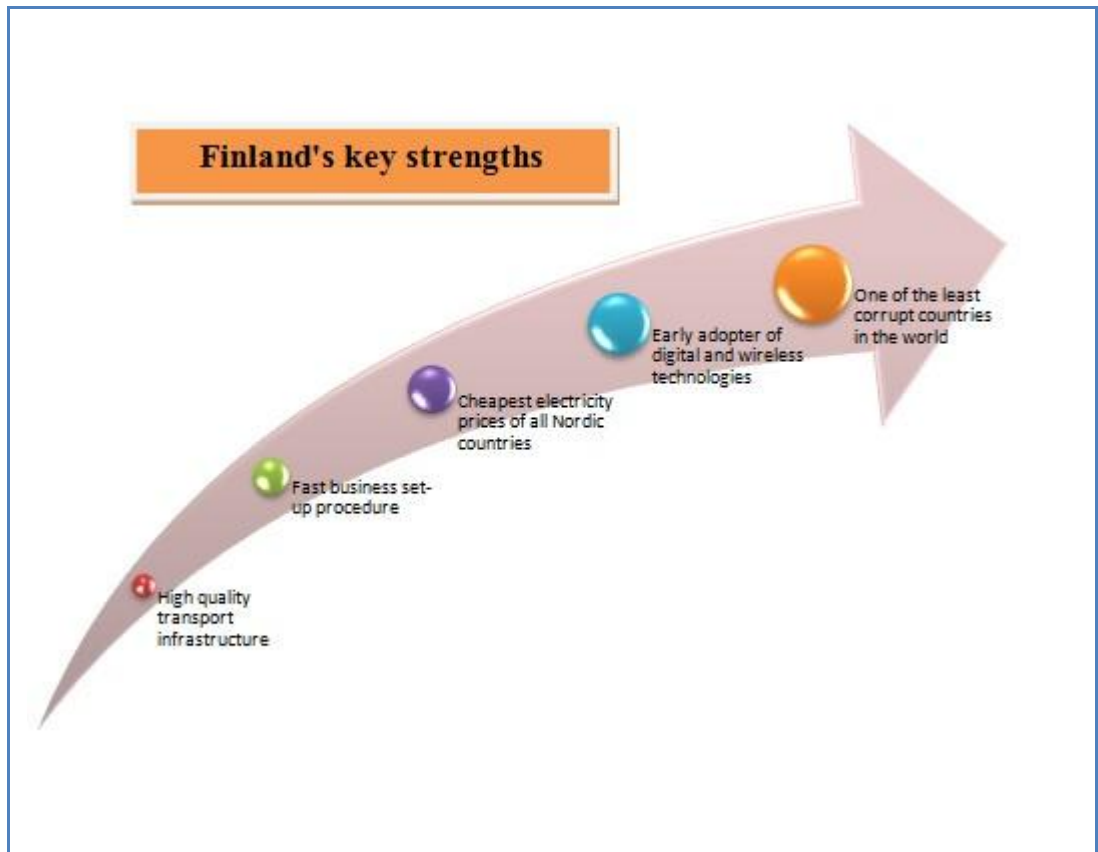 Finland's key strengths
One of the least
corrupt countries
in the world
Early adopter of
digital and wireless
technologies
Cheapest electricity
prices of all Nordic
countries
Fast business set-
up procedure
High quality
transport
infrastructure